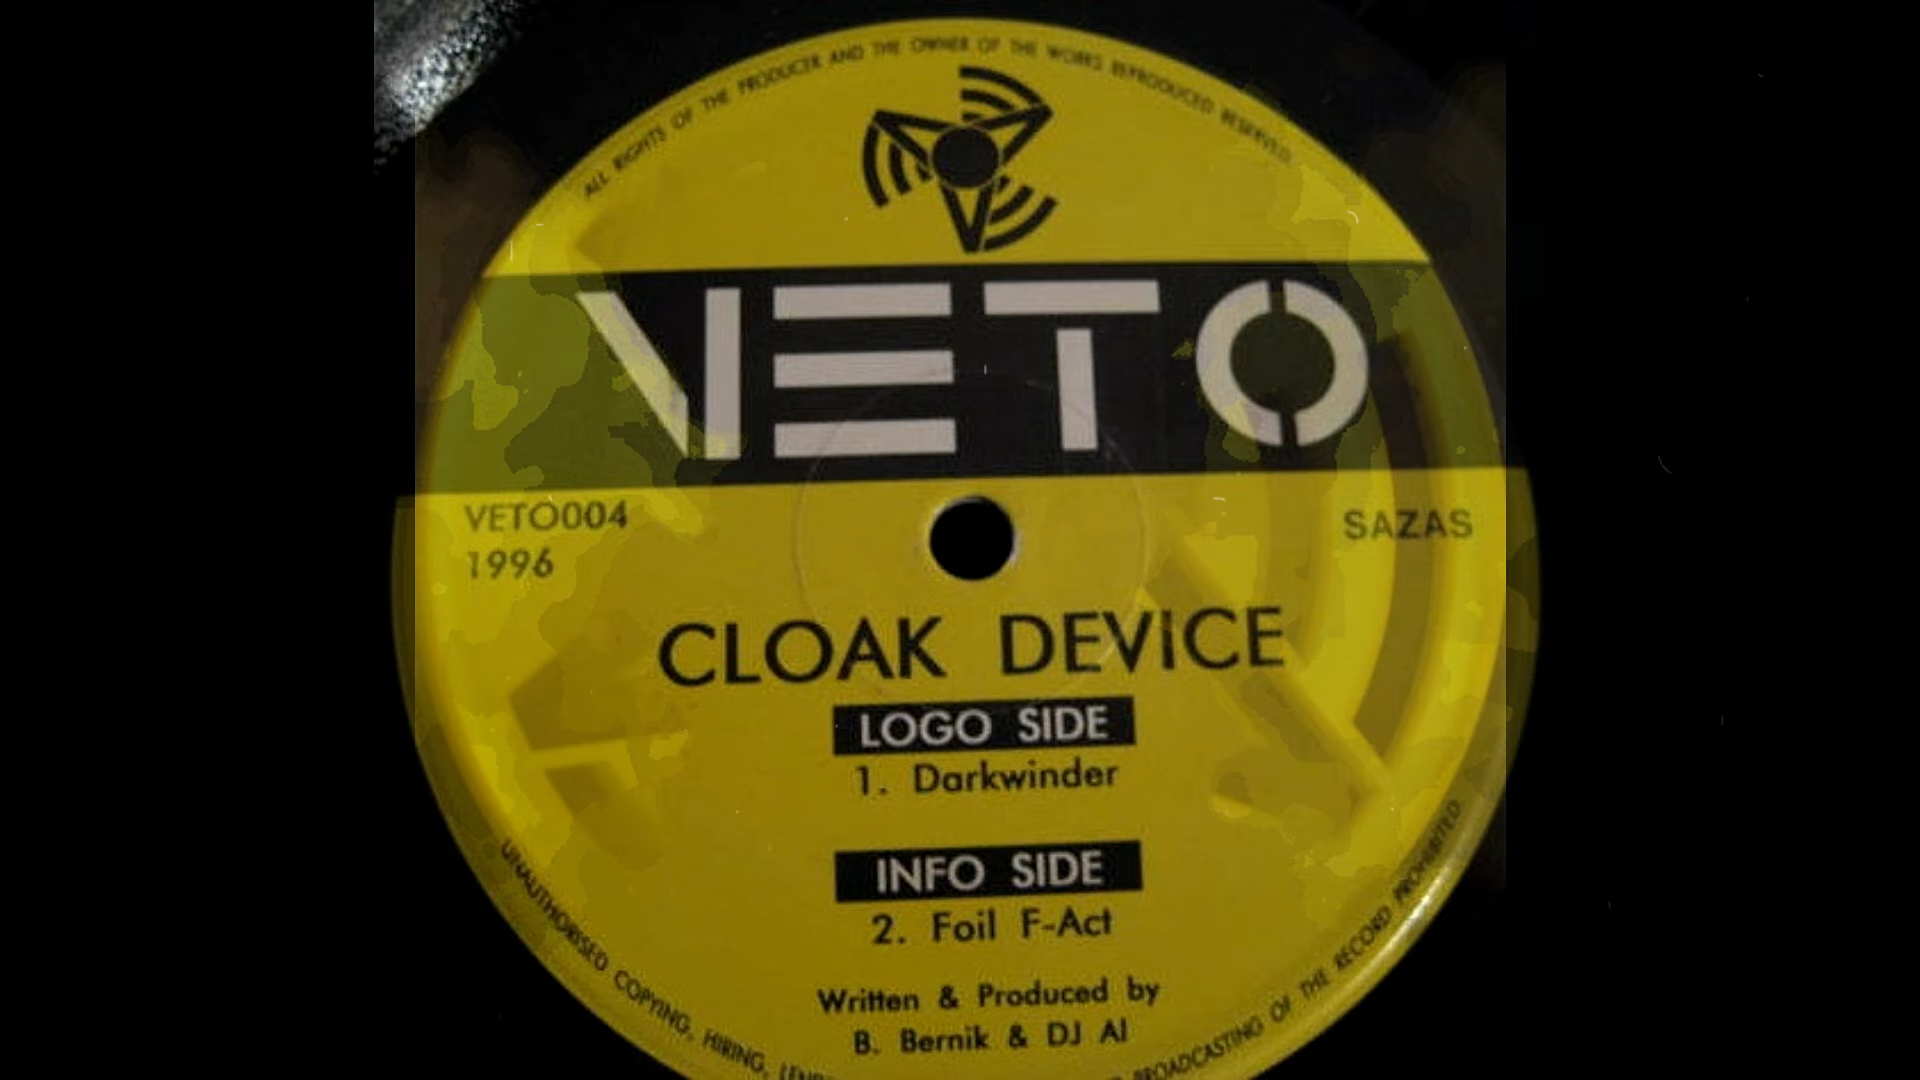 ALL RIGHTS OF THE PRODUCER AND THE OWNER OF THE WORKS REPRODUCED RESERVED
VETO
VETO004
1996
SAZAS
CLOAK DEVICE
LOGO SIDE
1. Darkwinder
INFO SIDE
2. Foil F-Act
Written & Produced by
B. Bernik & DJ Al
UNAUTHORISED COPYING, HIRING,
BROADCASTING OF THE RECORD PROHIBITED